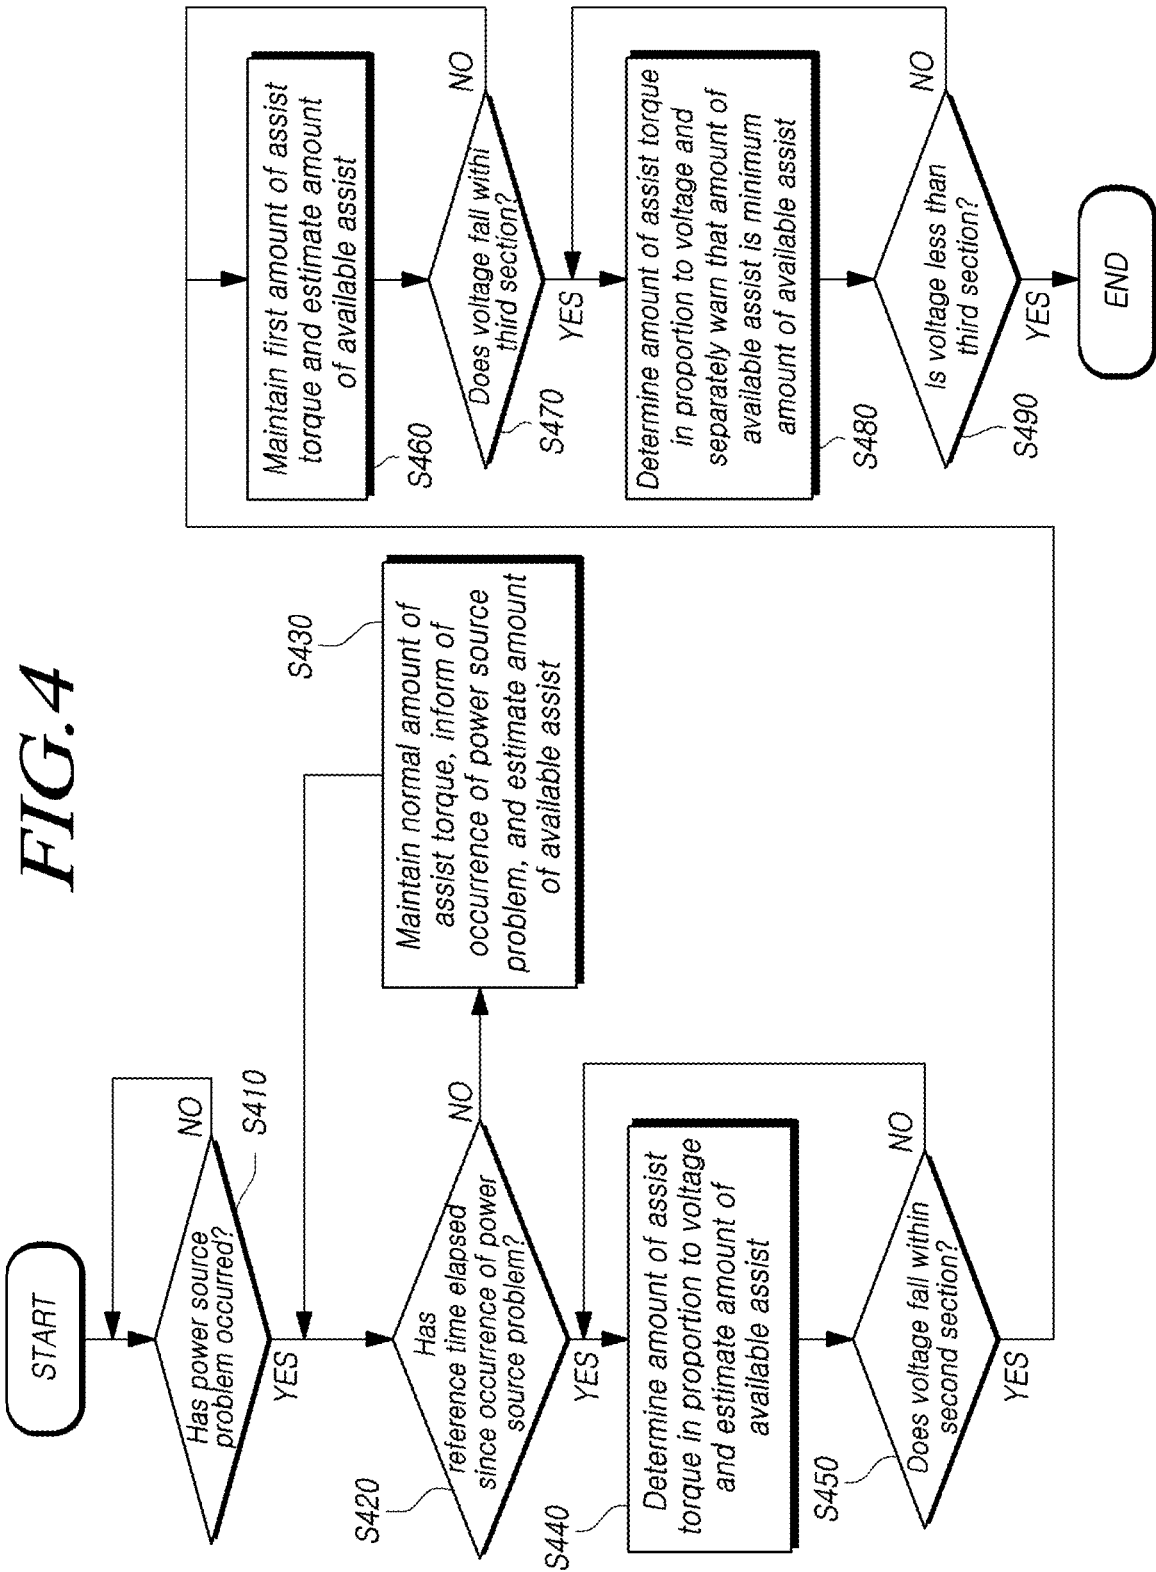 FIG.4
START
Has power source
problem occurred?
NO
S410
YES
Has
reference time elapsed
since occurrence of power
source problem?
S420
NO
YES
S430
Maintain normal amount of
assist torque, inform of
occurrence of power source
problem, and estimate amount
of available assist
S440
Determine amount of assist
torque in proportion to voltage
and estimate amount of
available assist
S450
Does voltage fall within
second section?
NO
YES
Maintain first amount of assist
torque and estimate amount
of available assist
S460
Does voltage fall withi
third section?
NO
S470
YES
Determine amount of assist torque
in proportion to voltage and
separately warn that amount of
available assist is minimum
amount of available assist
S480
Is voltage less than
third section?
NO
S490
YES
END